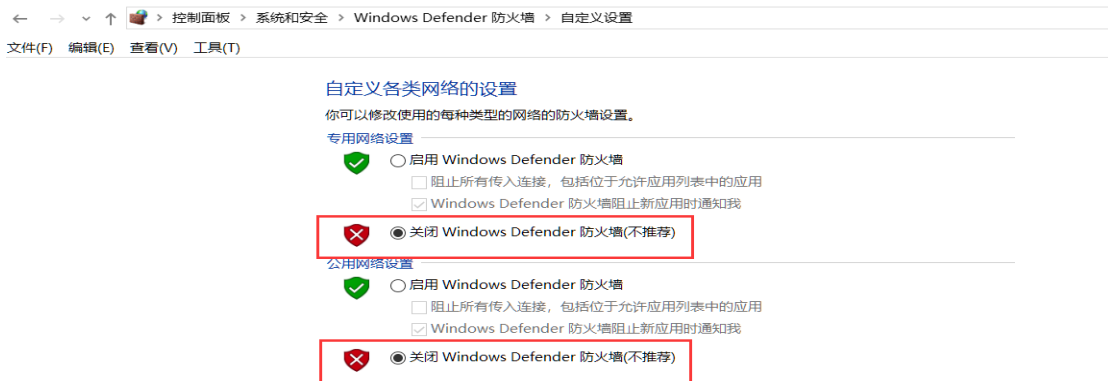 控制面板 > 系统和安全 > Windows Defender 防火墙 > 自定义设置
文件(F) 编辑(E) 查看(V) 工具(T)
自定义各类网络的设置
你可以修改使用的每种类型的网络的防火墙设置。
专用网络设置
启用 Windows Defender 防火墙
阻止所有传入连接，包括位于允许应用列表中的应用
Windows Defender 防火墙阻止新应用时通知我
关闭 Windows Defender 防火墙(不推荐)
公用网络设置
启用 Windows Defender 防火墙
阻止所有传入连接，包括位于允许应用列表中的应用
Windows Defender 防火墙阻止新应用时通知我
关闭 Windows Defender 防火墙(不推荐)